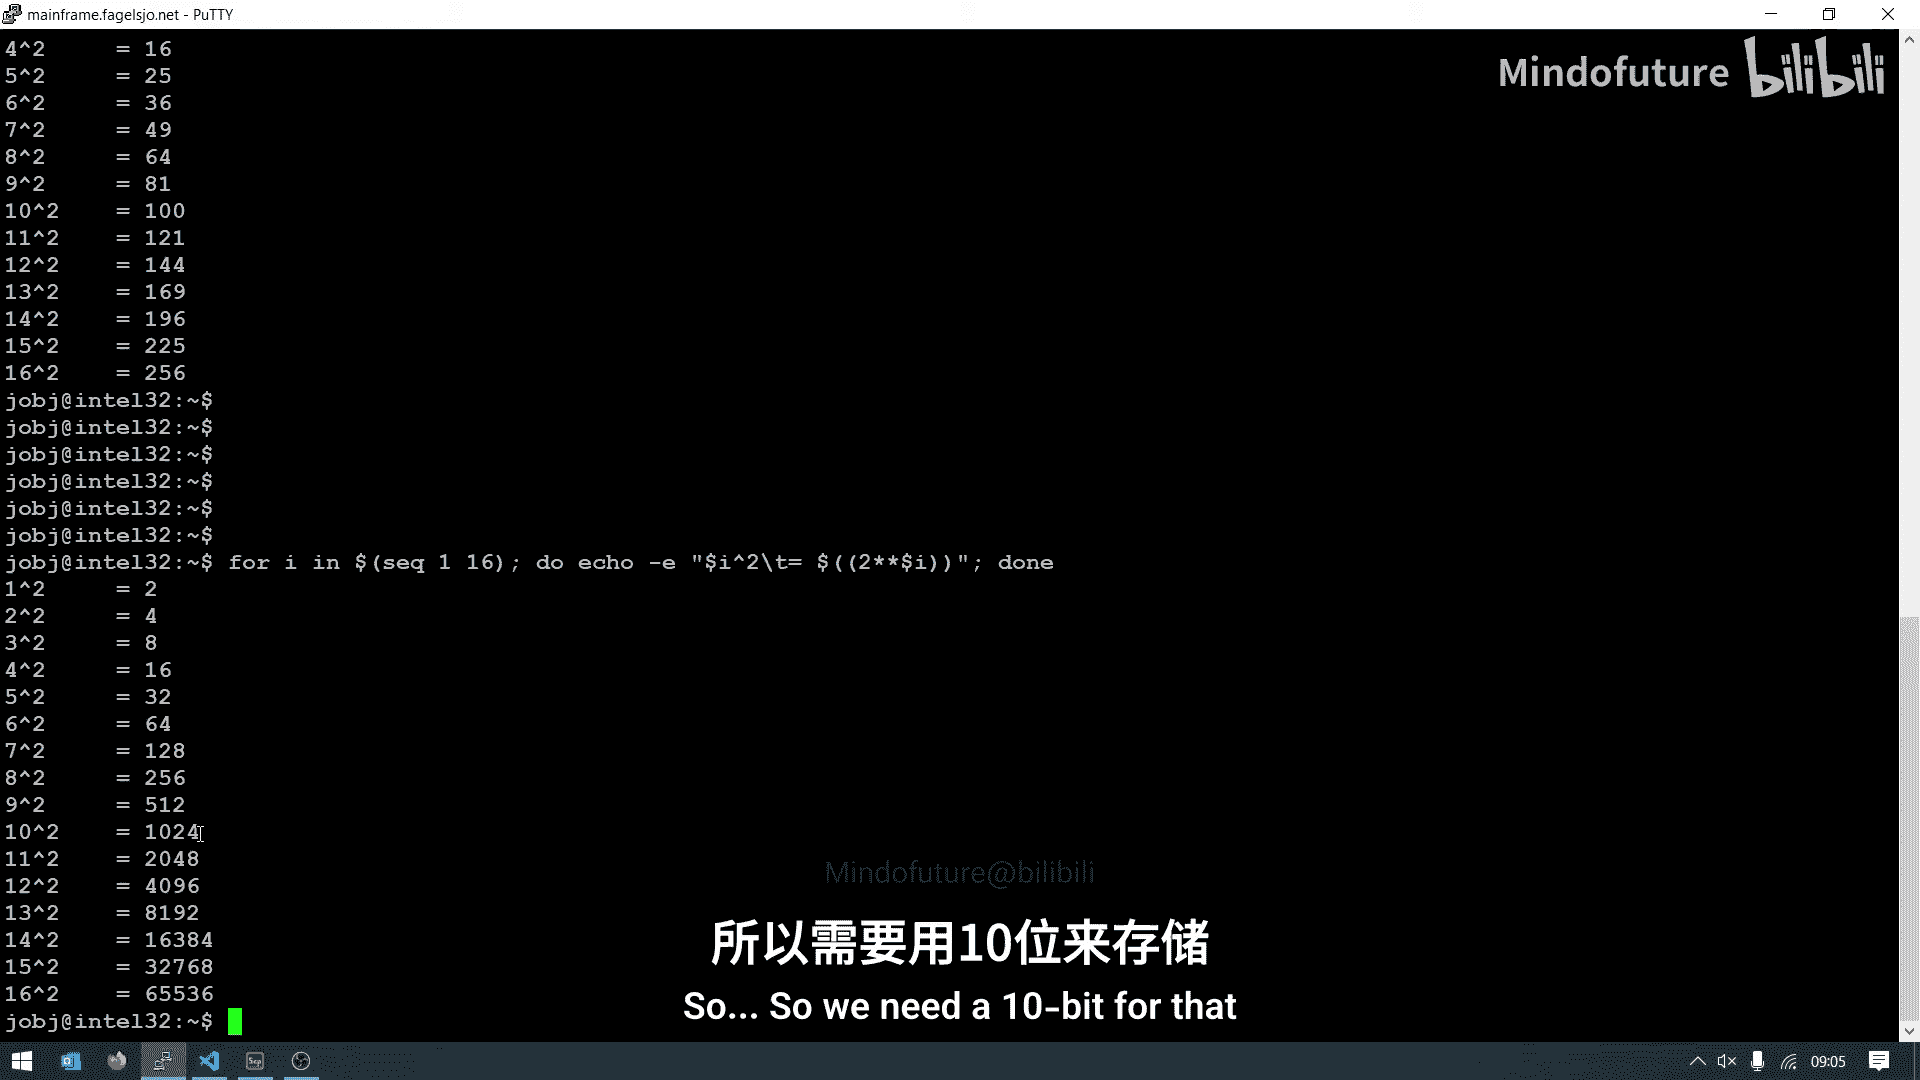 mainframe.fagelsjo.net - PuTTY
Mindofuture bilibili
4^2     = 16
5^2     = 25
6^2     = 36
7^2     = 49
8^2     = 64
9^2     = 81
10^2    = 100
11^2    = 121
12^2    = 144
13^2    = 169
14^2    = 196
15^2    = 225
16^2    = 256
jobj@intel32:~$
jobj@intel32:~$
jobj@intel32:~$
jobj@intel32:~$
jobj@intel32:~$
jobj@intel32:~$
jobj@intel32:~$ for i in $(seq 1 16); do echo -e "$i^2\t= $((2**$i))"; done
1^2     = 2
2^2     = 4
3^2     = 8
4^2     = 16
5^2     = 32
6^2     = 64
7^2     = 128
8^2     = 256
9^2     = 512
10^2    = 1024
11^2    = 2048
12^2    = 4096
13^2    = 8192
14^2    = 16384
15^2    = 32768
16^2    = 65536
jobj@intel32:~$
Mindofuture@bilibili
所以需要用10位来存储
So... So we need a 10-bit for that
09:05